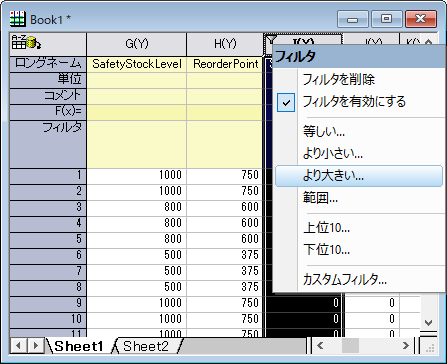 Book1 *
G(Y) H(Y) I(Y) J(Y)
ロングネーム SafetyStockLevel ReorderPoint
単位
コメント
F(x)=
フィルタ
1 1000 750
2 1000 750
3 800 600
4 800 600
5 800 600
6 500 375
7 500 375
8 500 375
9 1000 750 0 0
10 1000 750 0 0
11 1000 750 0 0
Sheet1 Sheet2
フィルタ
フィルタを削除
フィルタを有効にする
等しい...
より小さい...
より大きい...
範囲...
上位10...
下位10...
カスタムフィルタ...